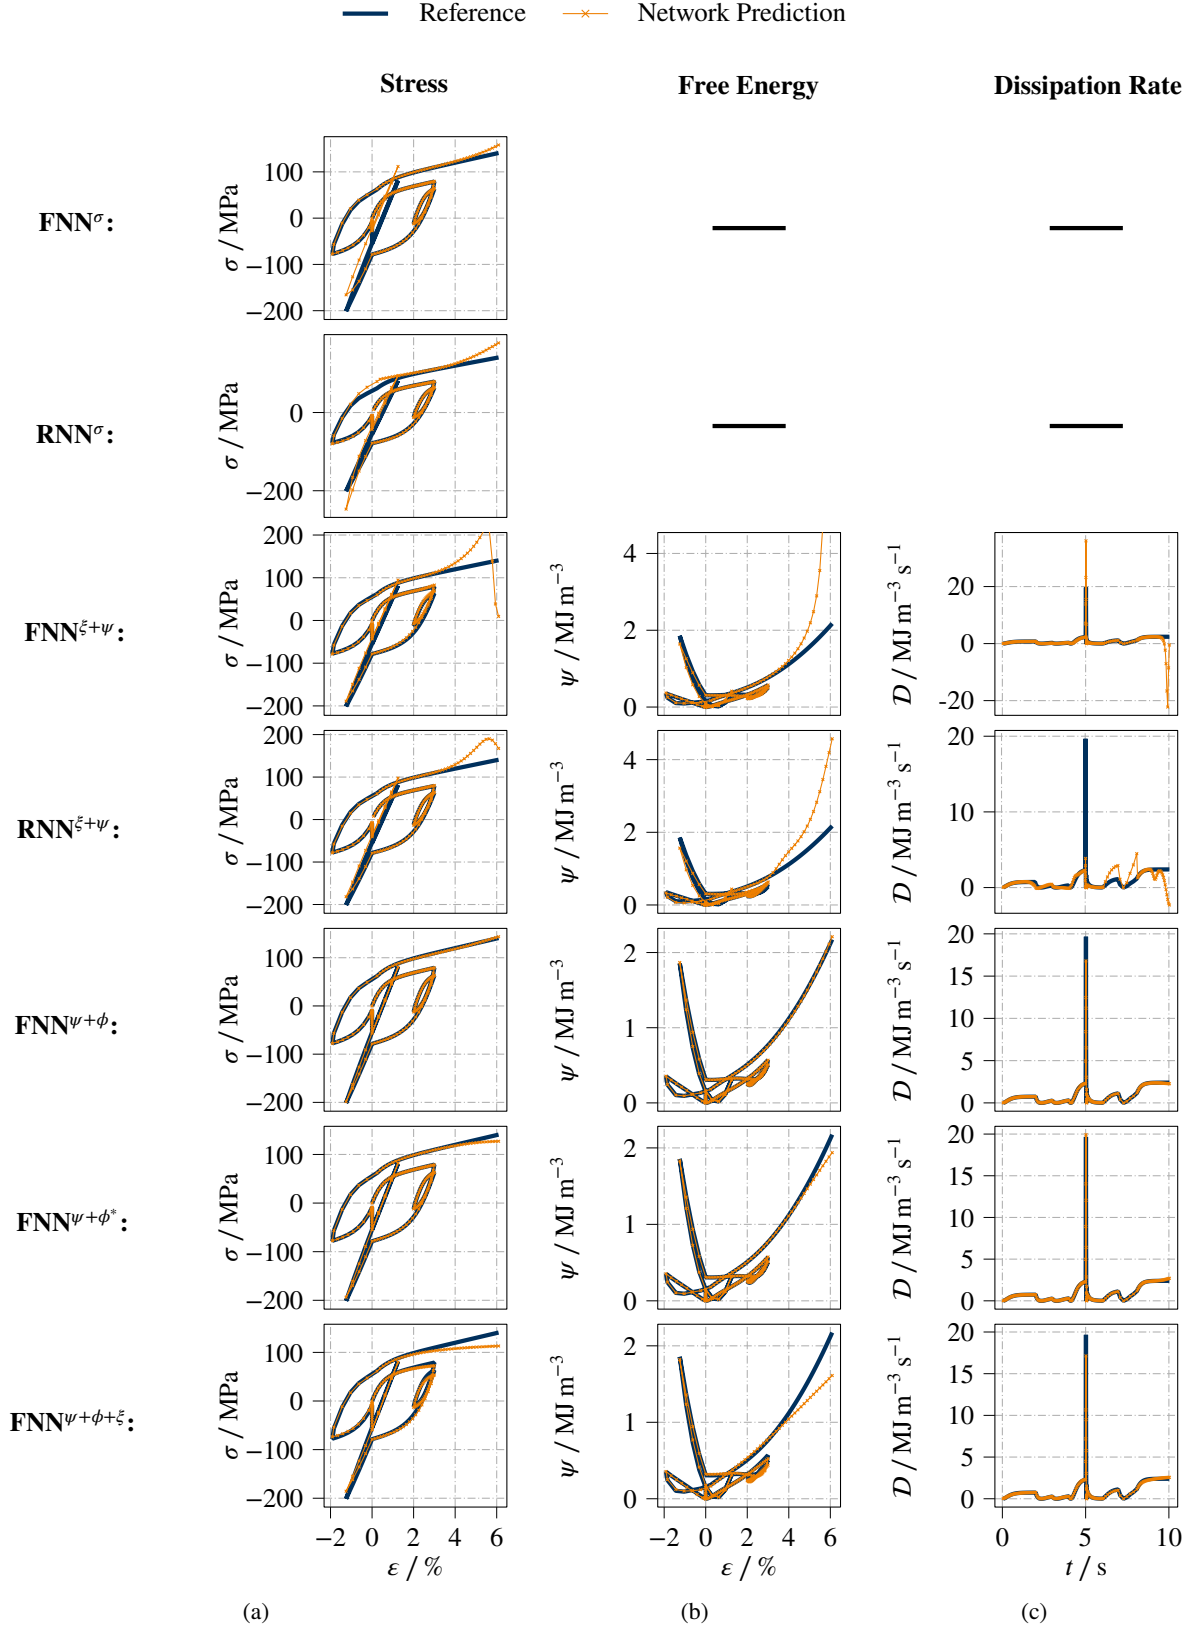 Reference Network Prediction
Stress Free Energy Dissipation Rate
FNN^σ:
σ / MPa
100
0
−100
−200
RNN^σ:
σ / MPa
0
−200
FNN^ξ+ψ:
σ / MPa
200
100
0
−100
−200
ψ / MJ m⁻³
4
2
0
𝒟 / MJ m⁻³ s⁻¹
20
0
-20
RNN^ξ+ψ:
σ / MPa
200
100
0
−100
−200
ψ / MJ m⁻³
4
2
0
𝒟 / MJ m⁻³ s⁻¹
20
10
0
FNN^ψ+ϕ:
σ / MPa
100
0
−100
−200
ψ / MJ m⁻³
2
1
0
𝒟 / MJ m⁻³ s⁻¹
20
15
10
5
0
FNN^ψ+ϕ*:
σ / MPa
100
0
−100
−200
ψ / MJ m⁻³
2
1
0
𝒟 / MJ m⁻³ s⁻¹
20
15
10
5
0
FNN^ψ+ϕ+ξ:
σ / MPa
100
0
−100
−200
ψ / MJ m⁻³
2
1
0
𝒟 / MJ m⁻³ s⁻¹
20
15
10
5
0
−2 0 2 4 6
ε / %
−2 0 2 4 6
ε / %
0 5 10
t / s
(a) (b) (c)